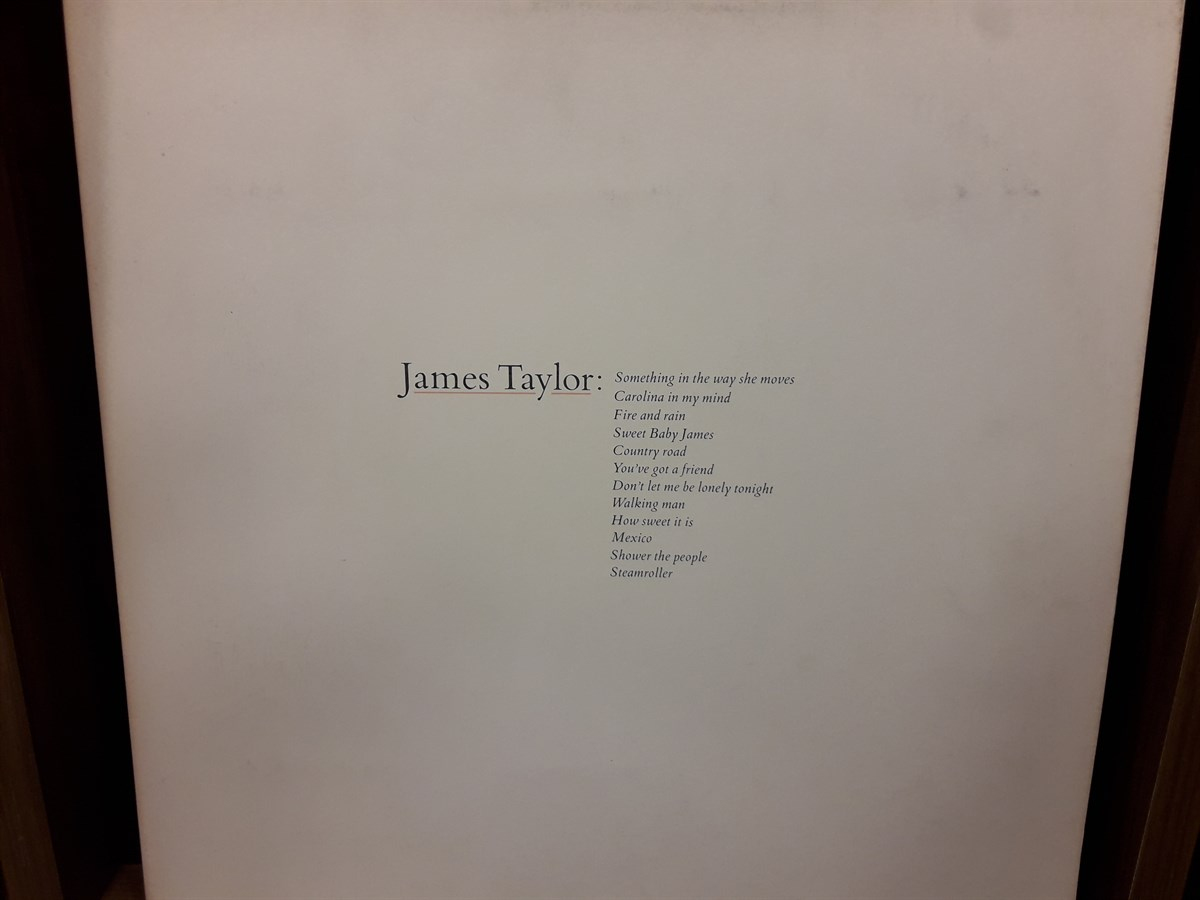 James Taylor: Something in the way she moves
Carolina in my mind
Fire and rain
Sweet Baby James
Country road
You've got a friend
Don't let me be lonely tonight
Walking man
How sweet it is
Mexico
Shower the people
Steamroller